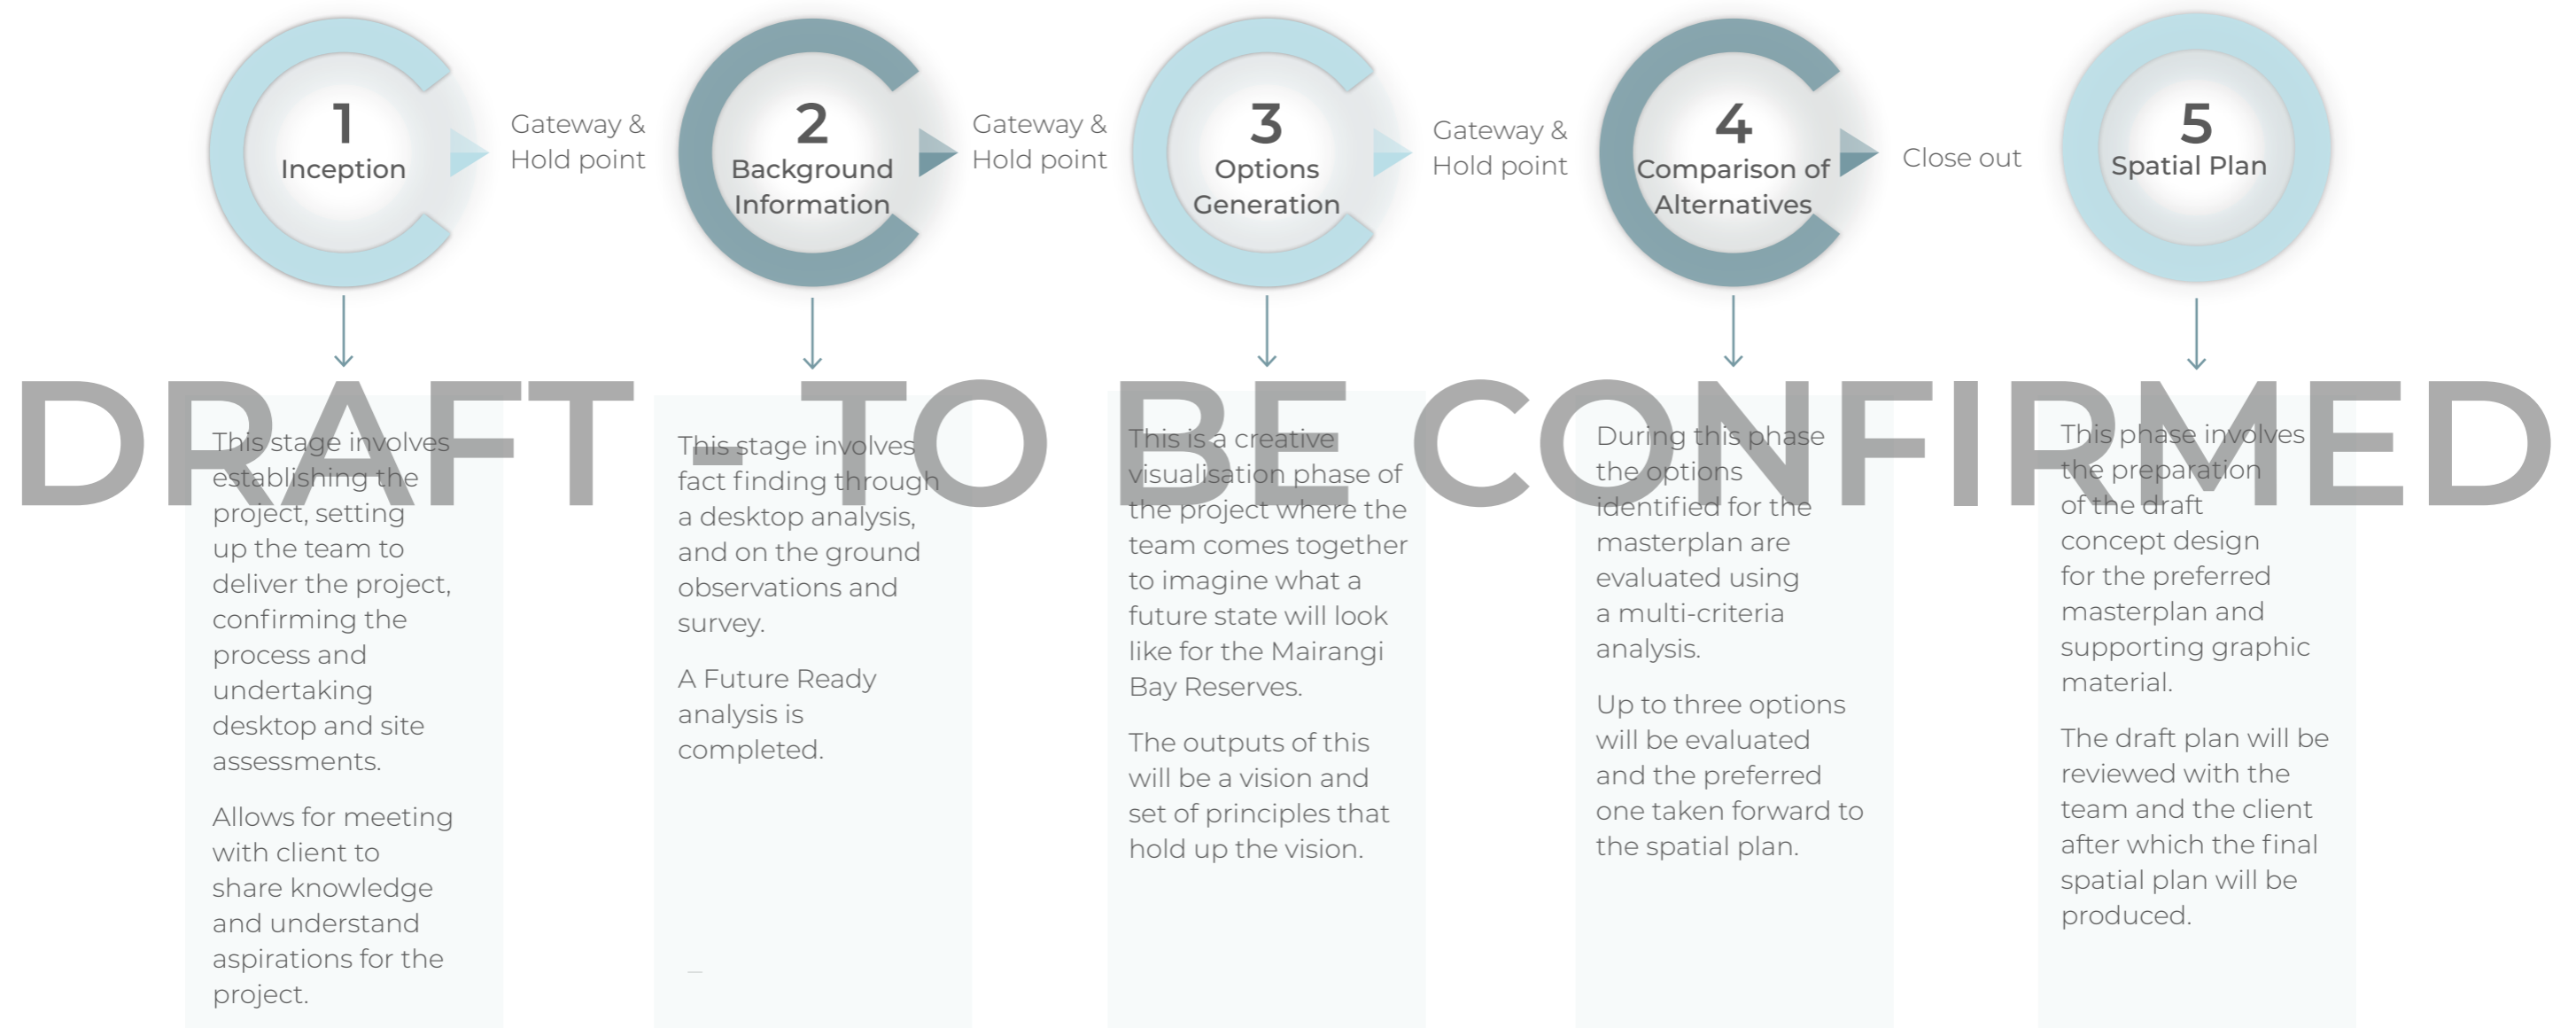 1
Inception
Gateway &
Hold point
2
Background
Information
Gateway &
Hold point
3
Options
Generation
Gateway &
Hold point
4
Comparison of
Alternatives
Close out
5
Spatial Plan
DRAFT - TO BE CONFIRMED
This stage involves
establishing the
project, setting
up the team to
deliver the project,
confirming the
process and
undertaking
desktop and site
assessments.
Allows for meeting
with client to
share knowledge
and understand
aspirations for the
project.
This stage involves
fact finding through
a desktop analysis,
and on the ground
observations and
survey.
A Future Ready
analysis is
completed.
This is a creative
visualisation phase of
the project where the
team comes together
to imagine what a
future state will look
like for the Mairangi
Bay Reserves.
The outputs of this
will be a vision and
set of principles that
hold up the vision.
During this phase
the options
identified for the
masterplan are
evaluated using
a multi-criteria
analysis.
Up to three options
will be evaluated
and the preferred
one taken forward to
the spatial plan.
This phase involves
the preparation
of the draft
concept design
for the preferred
masterplan and
supporting graphic
material.
The draft plan will be
reviewed with the
team and the client
after which the final
spatial plan will be
produced.